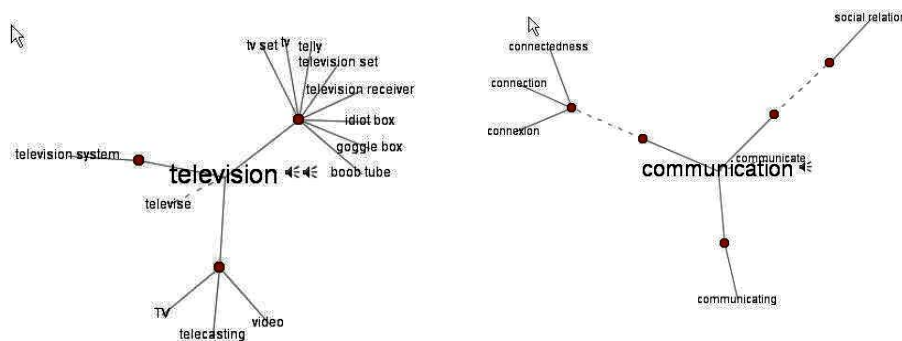 tv set
tv
telly
television set
television receiver
idiot box
goggle box
boob tube
television system
television
televise
TV
telecasting
video
social relation
connectedness
connection
connexion
communicate
communication
communicating